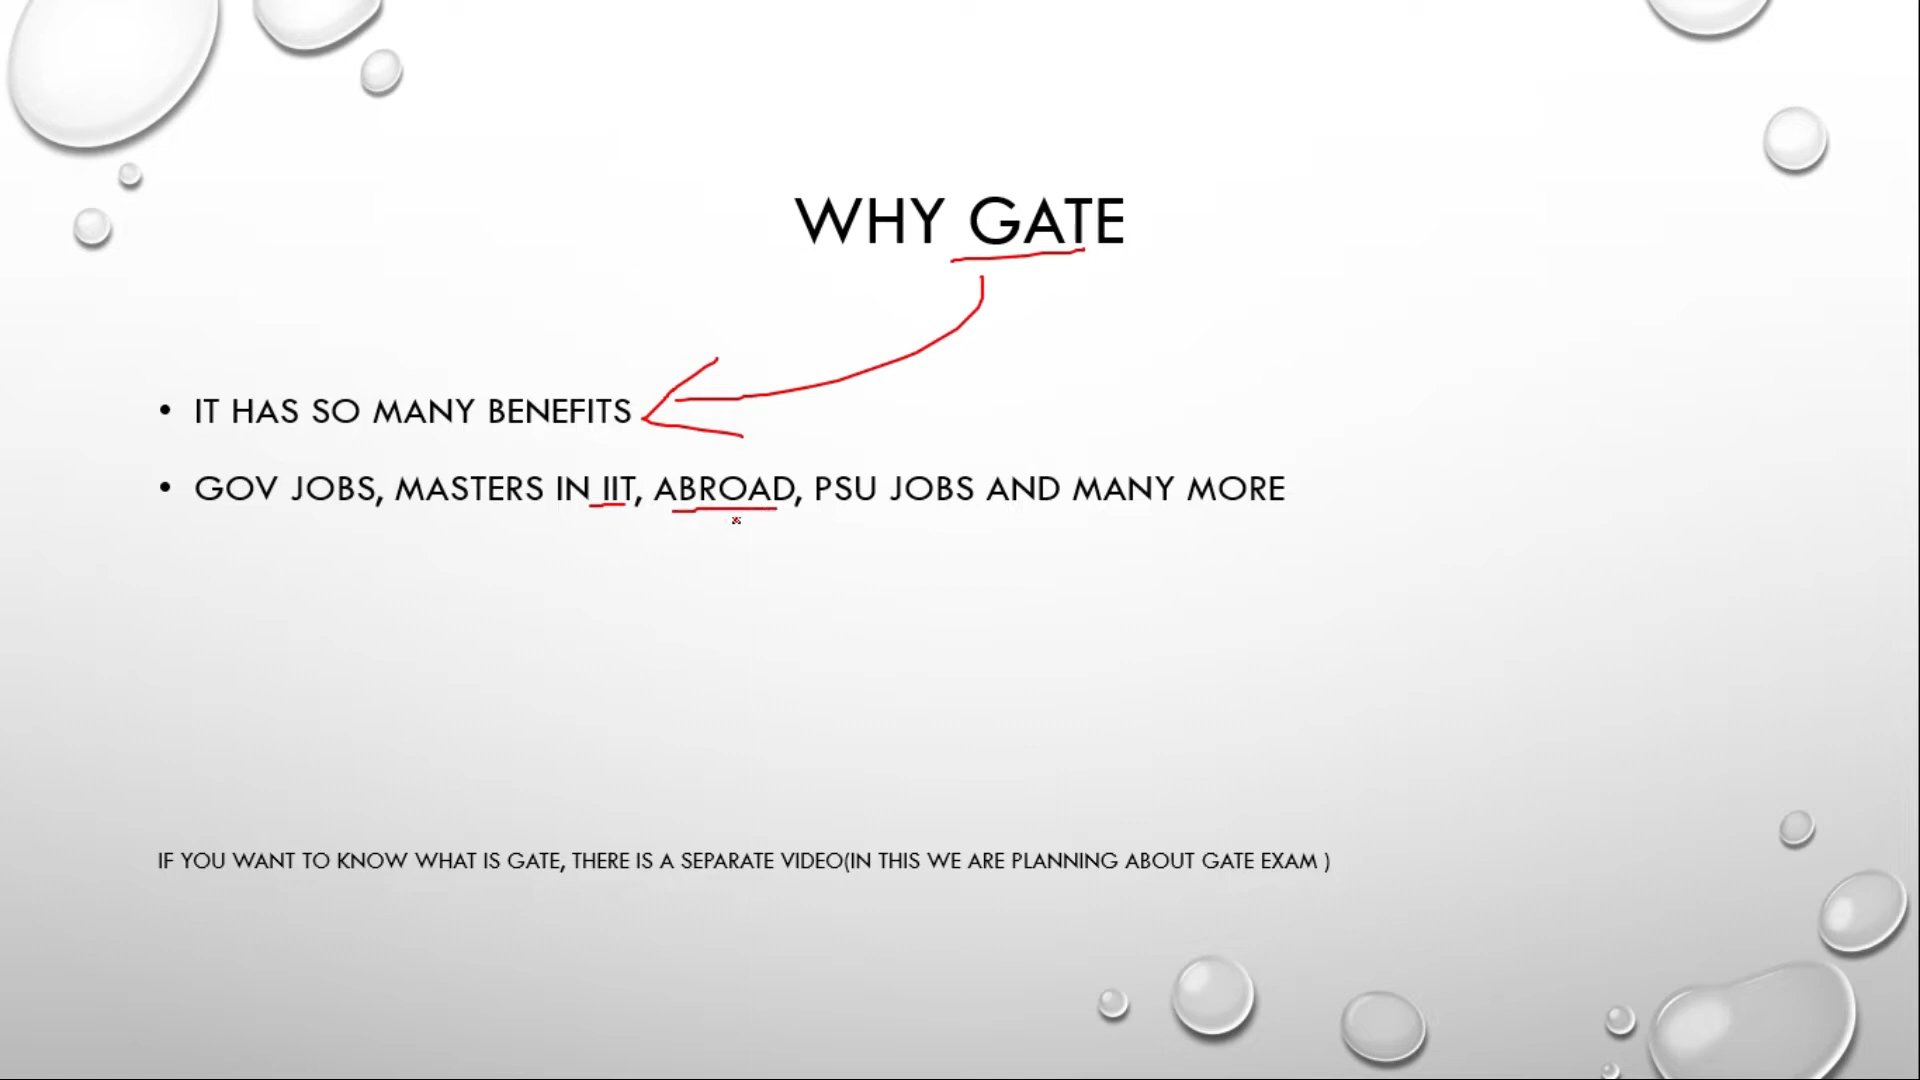 WHY GATE
• IT HAS SO MANY BENEFITS
• GOV JOBS, MASTERS IN IIT, ABROAD, PSU JOBS AND MANY MORE
IF YOU WANT TO KNOW WHAT IS GATE, THERE IS A SEPARATE VIDEO(IN THIS WE ARE PLANNING ABOUT GATE EXAM )